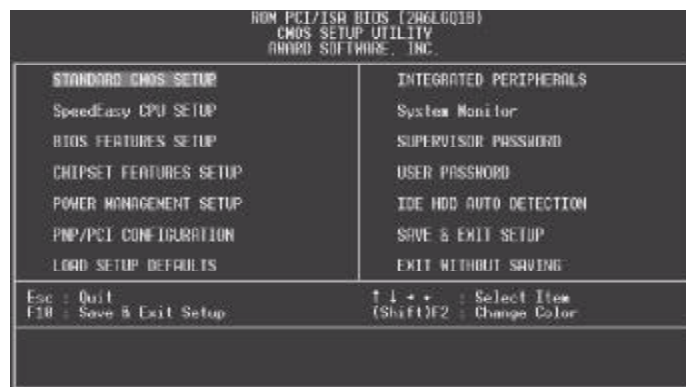 ROM PCI/ISA BIOS (2A6LGQ1B)
CMOS SETUP UTILITY
AWARD SOFTWARE, INC.
STANDARD CMOS SETUP
SpeedEasy CPU SETUP
BIOS FEATURES SETUP
CHIPSET FEATURES SETUP
POWER MANAGEMENT SETUP
PNP/PCI CONFIGURATION
LOAD SETUP DEFAULTS
INTEGRATED PERIPHERALS
System Monitor
SUPERVISOR PASSWORD
USER PASSWORD
IDE HDD AUTO DETECTION
SAVE & EXIT SETUP
EXIT WITHOUT SAVING
Esc : Quit
F10 : Save & Exit Setup
↑ ↓ → ← : Select Item
(Shift)F2 : Change Color